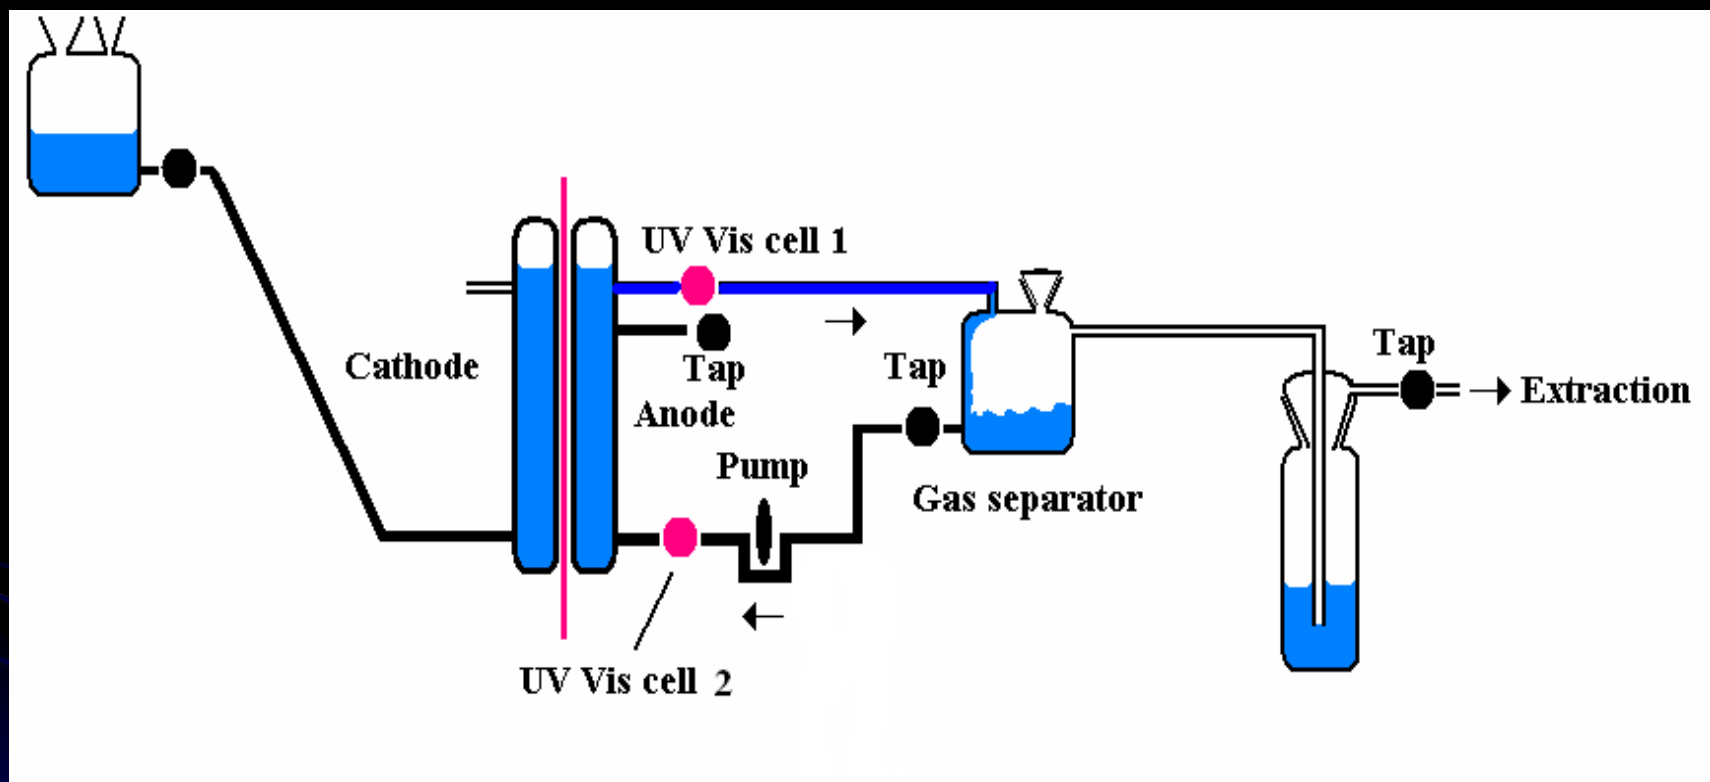 UV Vis cell 1
Tap
Cathode
Tap
Tap
Extraction
Anode
Pump
Gas separator
UV Vis cell 2